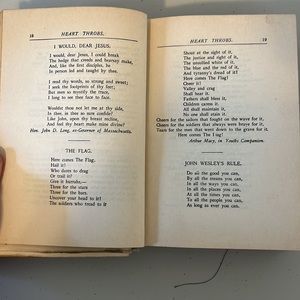 18
HEART THROBS.
I WOULD, DEAR JESUS.
I would, dear Jesus, I could break
The hedge that creeds and hearsay make,
And, like the first disciples, be
In person led and taught by thee.
I read thy words, so strong and sweet;
I seek the footprints of thy feet;
But men so mystify the trace,
I long to see thee face to face.
Wouldst thou not let me at thy side,
In thee, in thee so sure confide!
Like John, upon thy breast recline,
And feel thy heart make mine divine!
Hon. John D. Long, ex-Governor of Massachusetts.
THE FLAG.
Here comes The Flag.
Hail it!
Who dares to drag
Or trail it?
Give it hurrahs,—
Three for the stars
Three for the bars.
Uncover your head to it!
The soldiers who tread to it
HEART THROBS.
19
Shout at the sight of it,
The justice and right of it,
The unsullied white of it,
The blue and the red of it,
And tyranny's dread of it!
Here comes The Flag!
Cheer it!
Valley and crag
Shall hear it.
Fathers shall bless it,
Children caress it.
All shall maintain it,
No one shall stain it,
Cheers for the sailors that fought on the wave for it,
Cheers for the soldiers that always were brave for it,
Tears for the men that went down to the grave for it.
Here comes The Flag!
Arthur Macy, in Youth's Companion.
JOHN WESLEY'S RULE.
Do all the good you can,
By all the means you can,
In all the ways you can,
In all the places you can,
At all the times you can,
To all the people you can,
As long as ever you can.